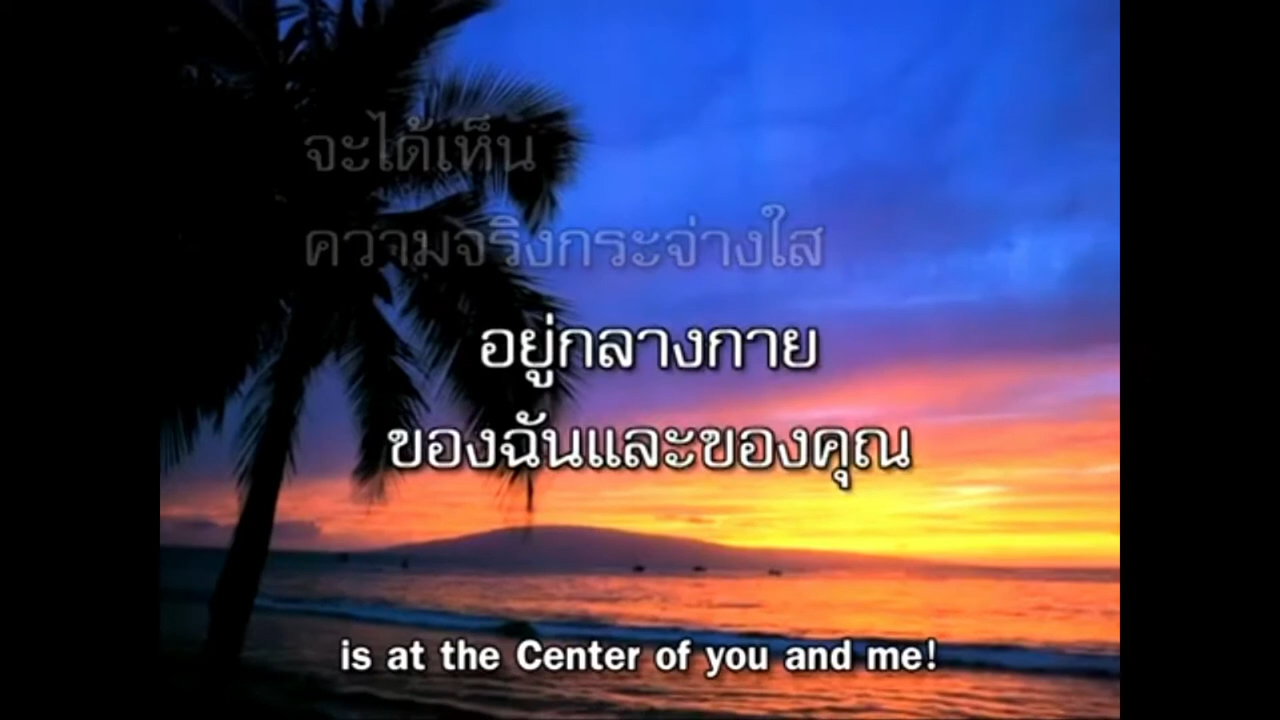 จะได้เห็น
ความจริงกระจ่างใส
อยู่กลางกาย
ของฉันและของคุณ
is at the Center of you and me!